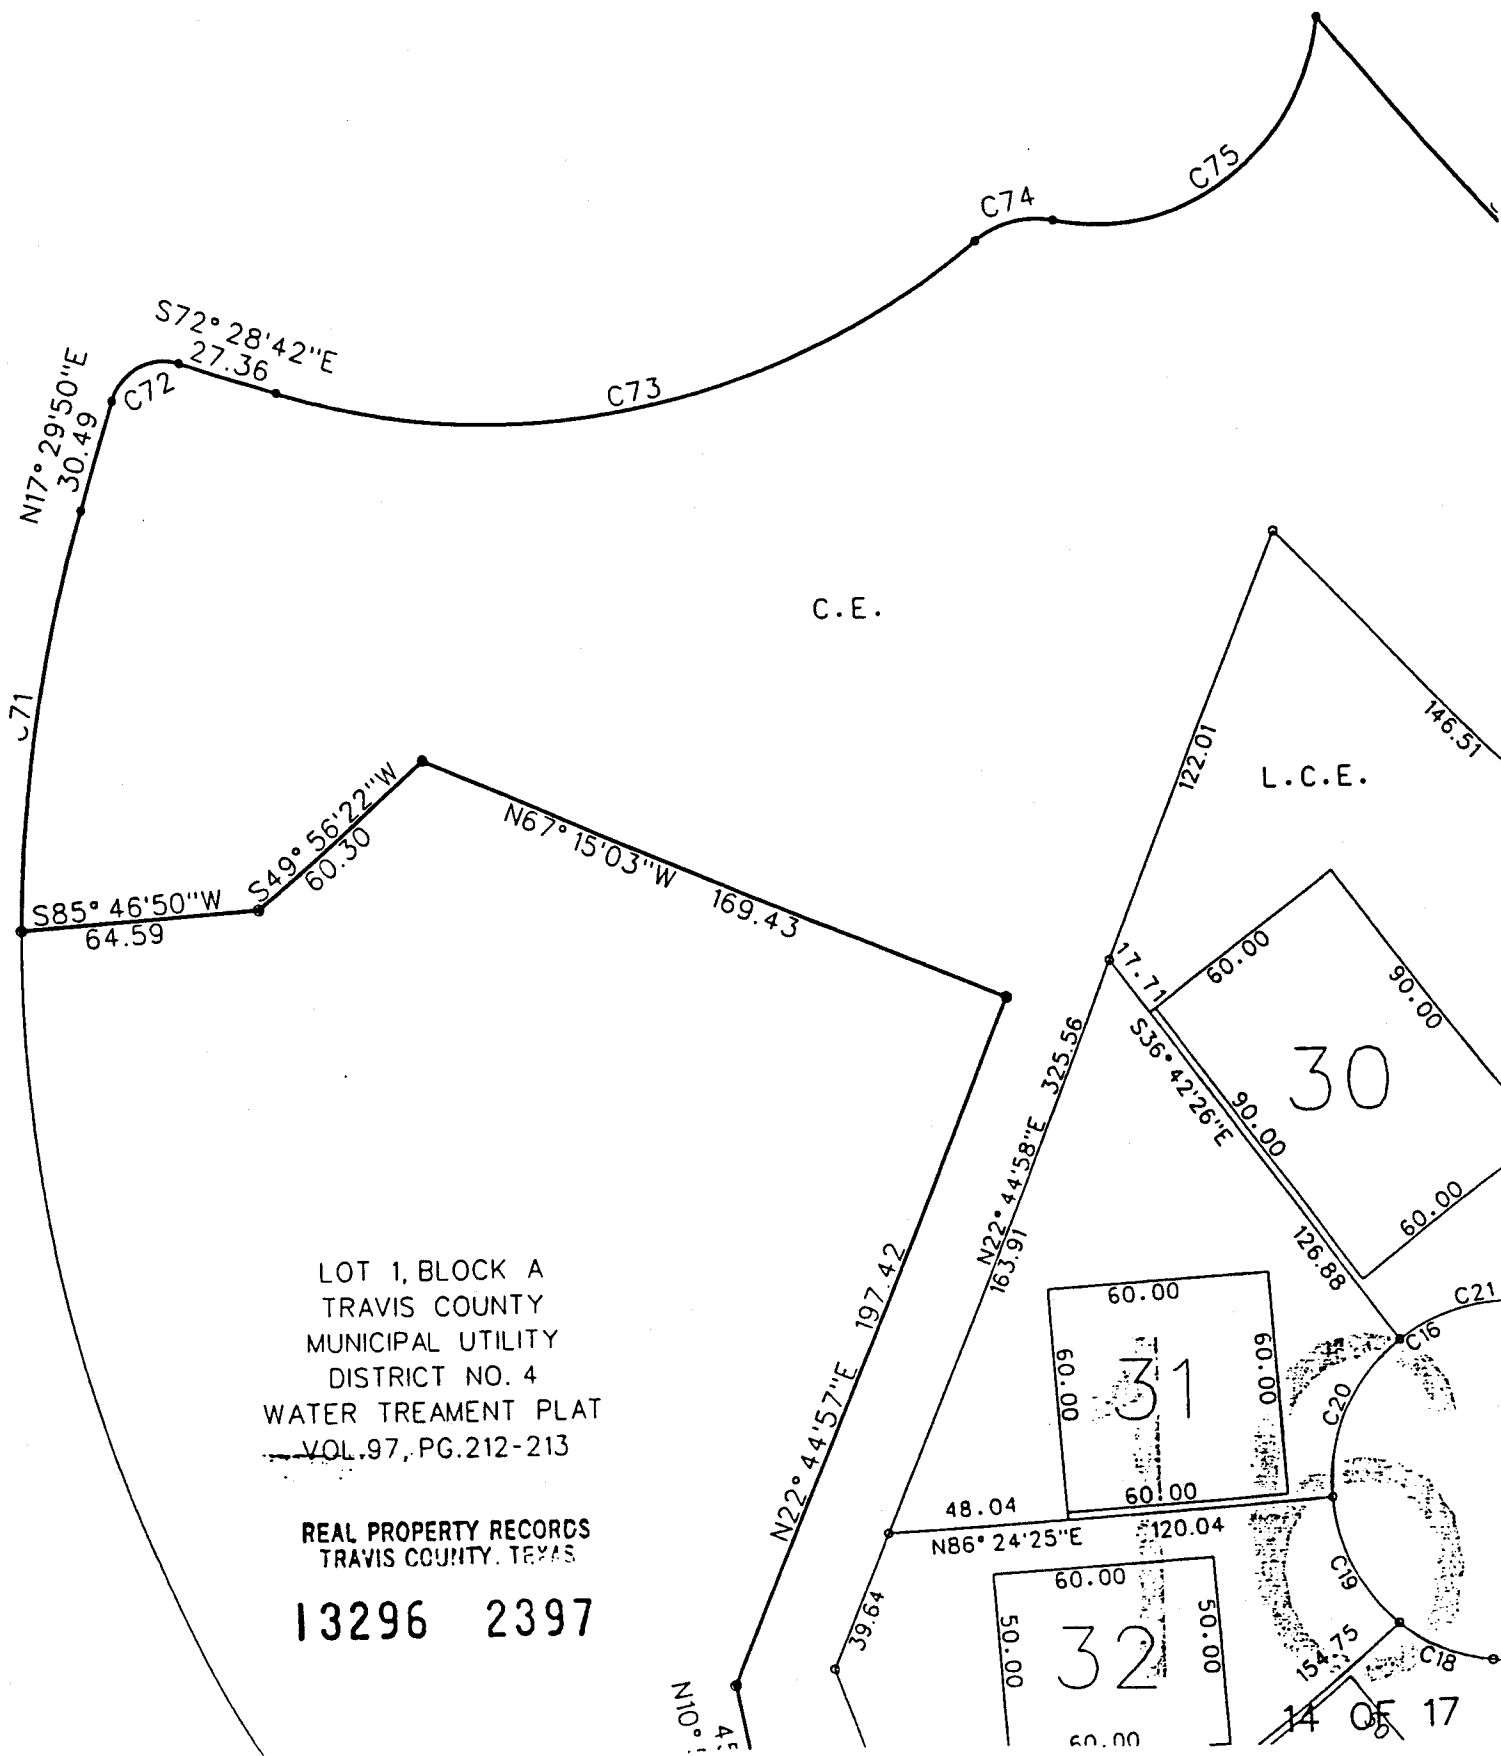 C75
C74
S72°28'42"E
27.36
C72
C73
N17°29'50"E
30.49
C.E.
C71
122.01
146.51
L.C.E.
S49°56'22"W
60.30
N67°15'03"W 169.43
S85°46'50"W
64.59
17.71
60.00
90.00
30
S36°42'26"E
90.00
126.88
60.00
N22°44'58"E 325.56
163.91
N22°44'57"E 197.42
LOT 1, BLOCK A
TRAVIS COUNTY
MUNICIPAL UTILITY
DISTRICT NO. 4
WATER TREAMENT PLAT
VOL.97, PG.212-213
REAL PROPERTY RECORDS
TRAVIS COUNTY, TEXAS
13296 2397
60.00
60.00
31
60.00
60.00
C21
C16
C20
C19
C18
48.04
N86°24'25"E
120.04
39.64
60.00
50.00
32
50.00
60.00
154.75
N10°
14 OF 17